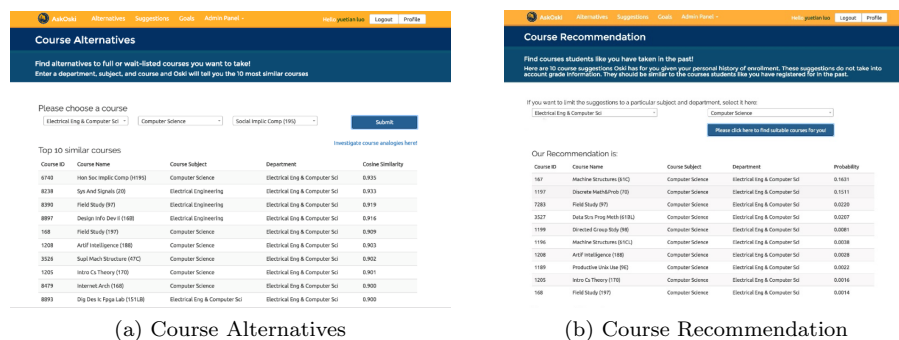 AskOski Alternatives Suggestions Goals Admin Panel Hello yuetian luo Logout Profile
Course Alternatives
Find alternatives to full or wait-listed courses you want to take!
Enter a department, subject, and course and Oski will tell you the 10 most similar courses
Please choose a course
Electrical Eng & Computer Sci Computer Science Social Implic Comp (195) Submit
Investigate course analogies here!
Top 10 similar courses
Course ID Course Name Course Subject Department Cosine Similarity
6740 Hon Soc Implic Comp (H195) Computer Science Electrical Eng & Computer Sci 0.935
8238 Sys And Signals (20) Electrical Engineering Electrical Eng & Computer Sci 0.933
8390 Field Study (97) Electrical Engineering Electrical Eng & Computer Sci 0.919
8897 Design Info Dev II (16B) Electrical Engineering Electrical Eng & Computer Sci 0.916
168 Field Study (197) Computer Science Electrical Eng & Computer Sci 0.909
1208 Artif Intelligence (188) Computer Science Electrical Eng & Computer Sci 0.903
3526 Supl Mach Structure (47C) Computer Science Electrical Eng & Computer Sci 0.902
1205 Intro Cs Theory (170) Computer Science Electrical Eng & Computer Sci 0.901
8479 Internet Arch (168) Computer Science Electrical Eng & Computer Sci 0.900
8893 Dig Des Ic Fpga Lab (151LB) Electrical Eng & Computer Sci Electrical Eng & Computer Sci 0.900
(a) Course Alternatives
AskOski Alternatives Suggestions Goals Admin Panel Hello yuetian luo Logout Profile
Course Recommendation
Find courses students like you have taken in the past!
Here are 10 course suggestions Oski has for you given your personal history of enrollment. These suggestions do not take into
account grade information. They should be similar to the courses students like you have registered for in the past.
If you want to limit the suggestions to a particular subject and department, select it here:
Electrical Eng & Computer Sci Computer Science
Please click here to find suitable courses for you!
Our Recommendation is:
Course ID Course Name Course Subject Department Probability
167 Machine Structures (61C) Computer Science Electrical Eng & Computer Sci 0.1631
1197 Discrete Math&Prob (70) Computer Science Electrical Eng & Computer Sci 0.1511
7283 Field Study (97) Computer Science Electrical Eng & Computer Sci 0.0220
3527 Data Strs Prog Meth (61BL) Computer Science Electrical Eng & Computer Sci 0.0207
1199 Directed Group Stdy (98) Computer Science Electrical Eng & Computer Sci 0.0081
1196 Machine Structures (61CL) Computer Science Electrical Eng & Computer Sci 0.0038
1208 Artif Intelligence (188) Computer Science Electrical Eng & Computer Sci 0.0028
1189 Productive Unix Use (9E) Computer Science Electrical Eng & Computer Sci 0.0022
1205 Intro Cs Theory (170) Computer Science Electrical Eng & Computer Sci 0.0016
168 Field Study (197) Computer Science Electrical Eng & Computer Sci 0.0014
(b) Course Recommendation